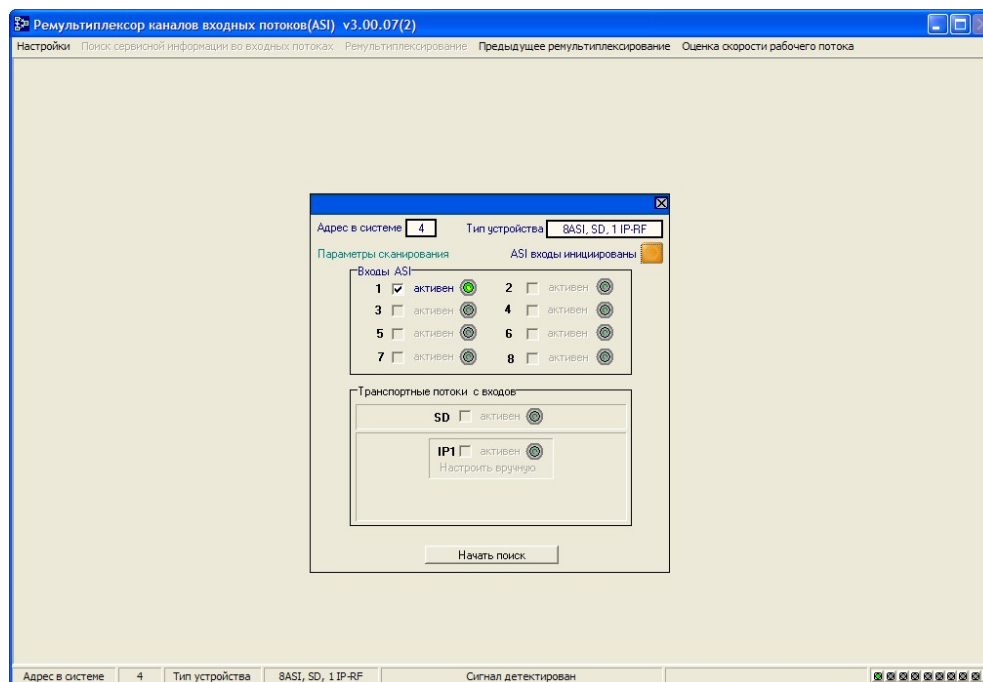 Ремультиплексор каналов входных потоков(ASI) v3.00.07(2)
Настройки Поиск сервисной информации во входных потоках Ремультиплексирование Предыдущее ремультиплексирование Оценка скорости рабочего потока
Адрес в системе 4 Тип устройства 8ASI, SD, 1 IP-RF
Параметры сканирования ASI входы инициированы
Входы ASI
1 активен 2 активен
3 активен 4 активен
5 активен 6 активен
7 активен 8 активен
Транспортные потоки с входов
SD активен
IP1 активен
Настроить вручную
Начать поиск
Адрес в системе 4 Тип устройства 8ASI, SD, 1 IP-RF Сигнал детектирован